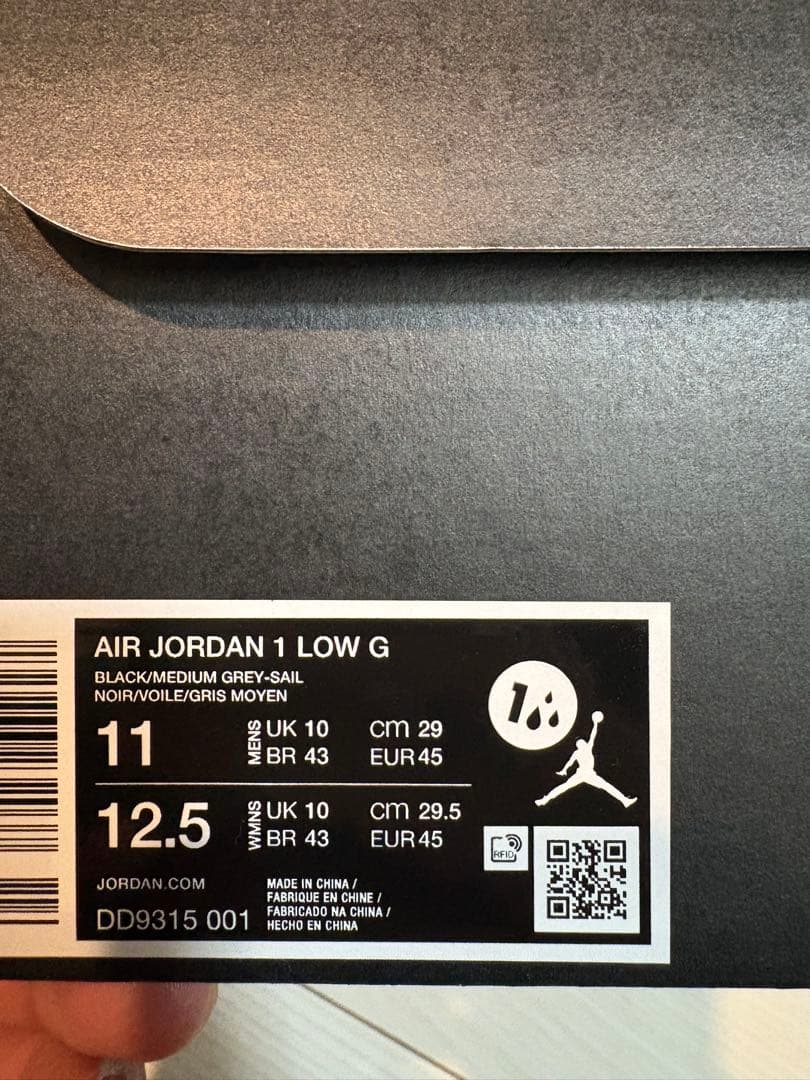 AIR JORDAN 1 LOW G
BLACK/MEDIUM GREY-SAIL
NOIR/VOILE/GRIS MOYEN
11 MENS UK 10 cm 29
BR 43 EUR 45
12.5 WMNS UK 10 cm 29.5
BR 43 EUR 45
JORDAN.COM
DD9315 001
MADE IN CHINA /
FABRIQUE EN CHINE /
FABRICADO NA CHINA /
HECHO EN CHINA
1
RFID